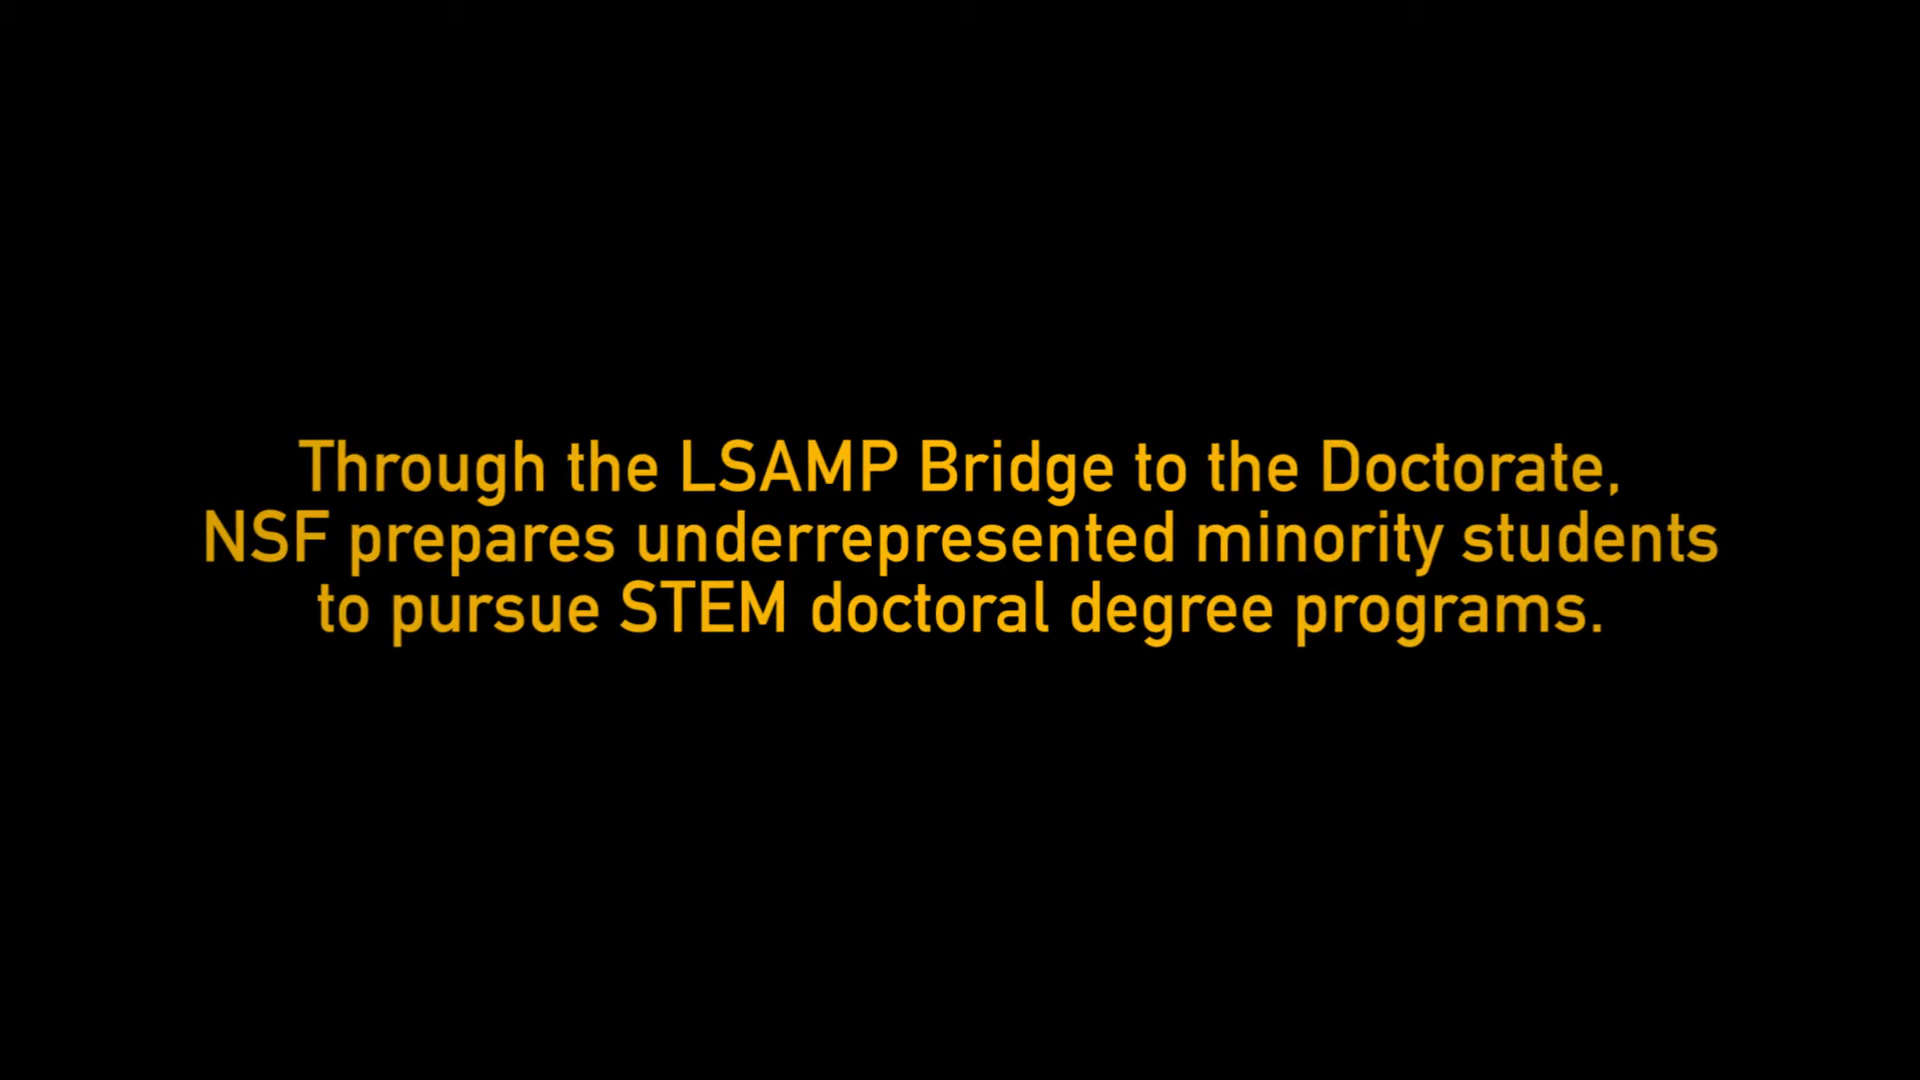 Through the LSAMP Bridge to the Doctorate,
NSF prepares underrepresented minority students
to pursue STEM doctoral degree programs.